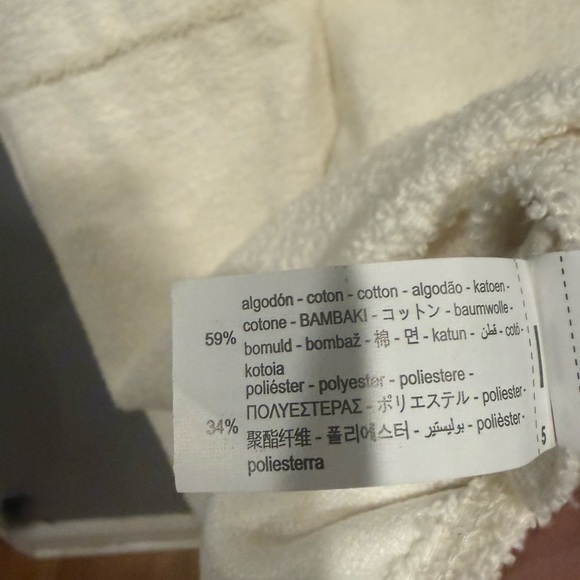 algodón - coton - cotton - algodão - katoen -
59% cotone - BAMBAKI - コットン - baumwolle -
bomuld - bombaž - 棉 - 면 - katun - قطن - cotó -
kotoia
poliéster - polyester - poliestere -
34% ΠΟΛΥΕΣΤΕΡΑΣ - ポリエステル - poliester -
聚酯纤维 - 폴리에스터 - بوليستير - polièster -
poliesterra
5